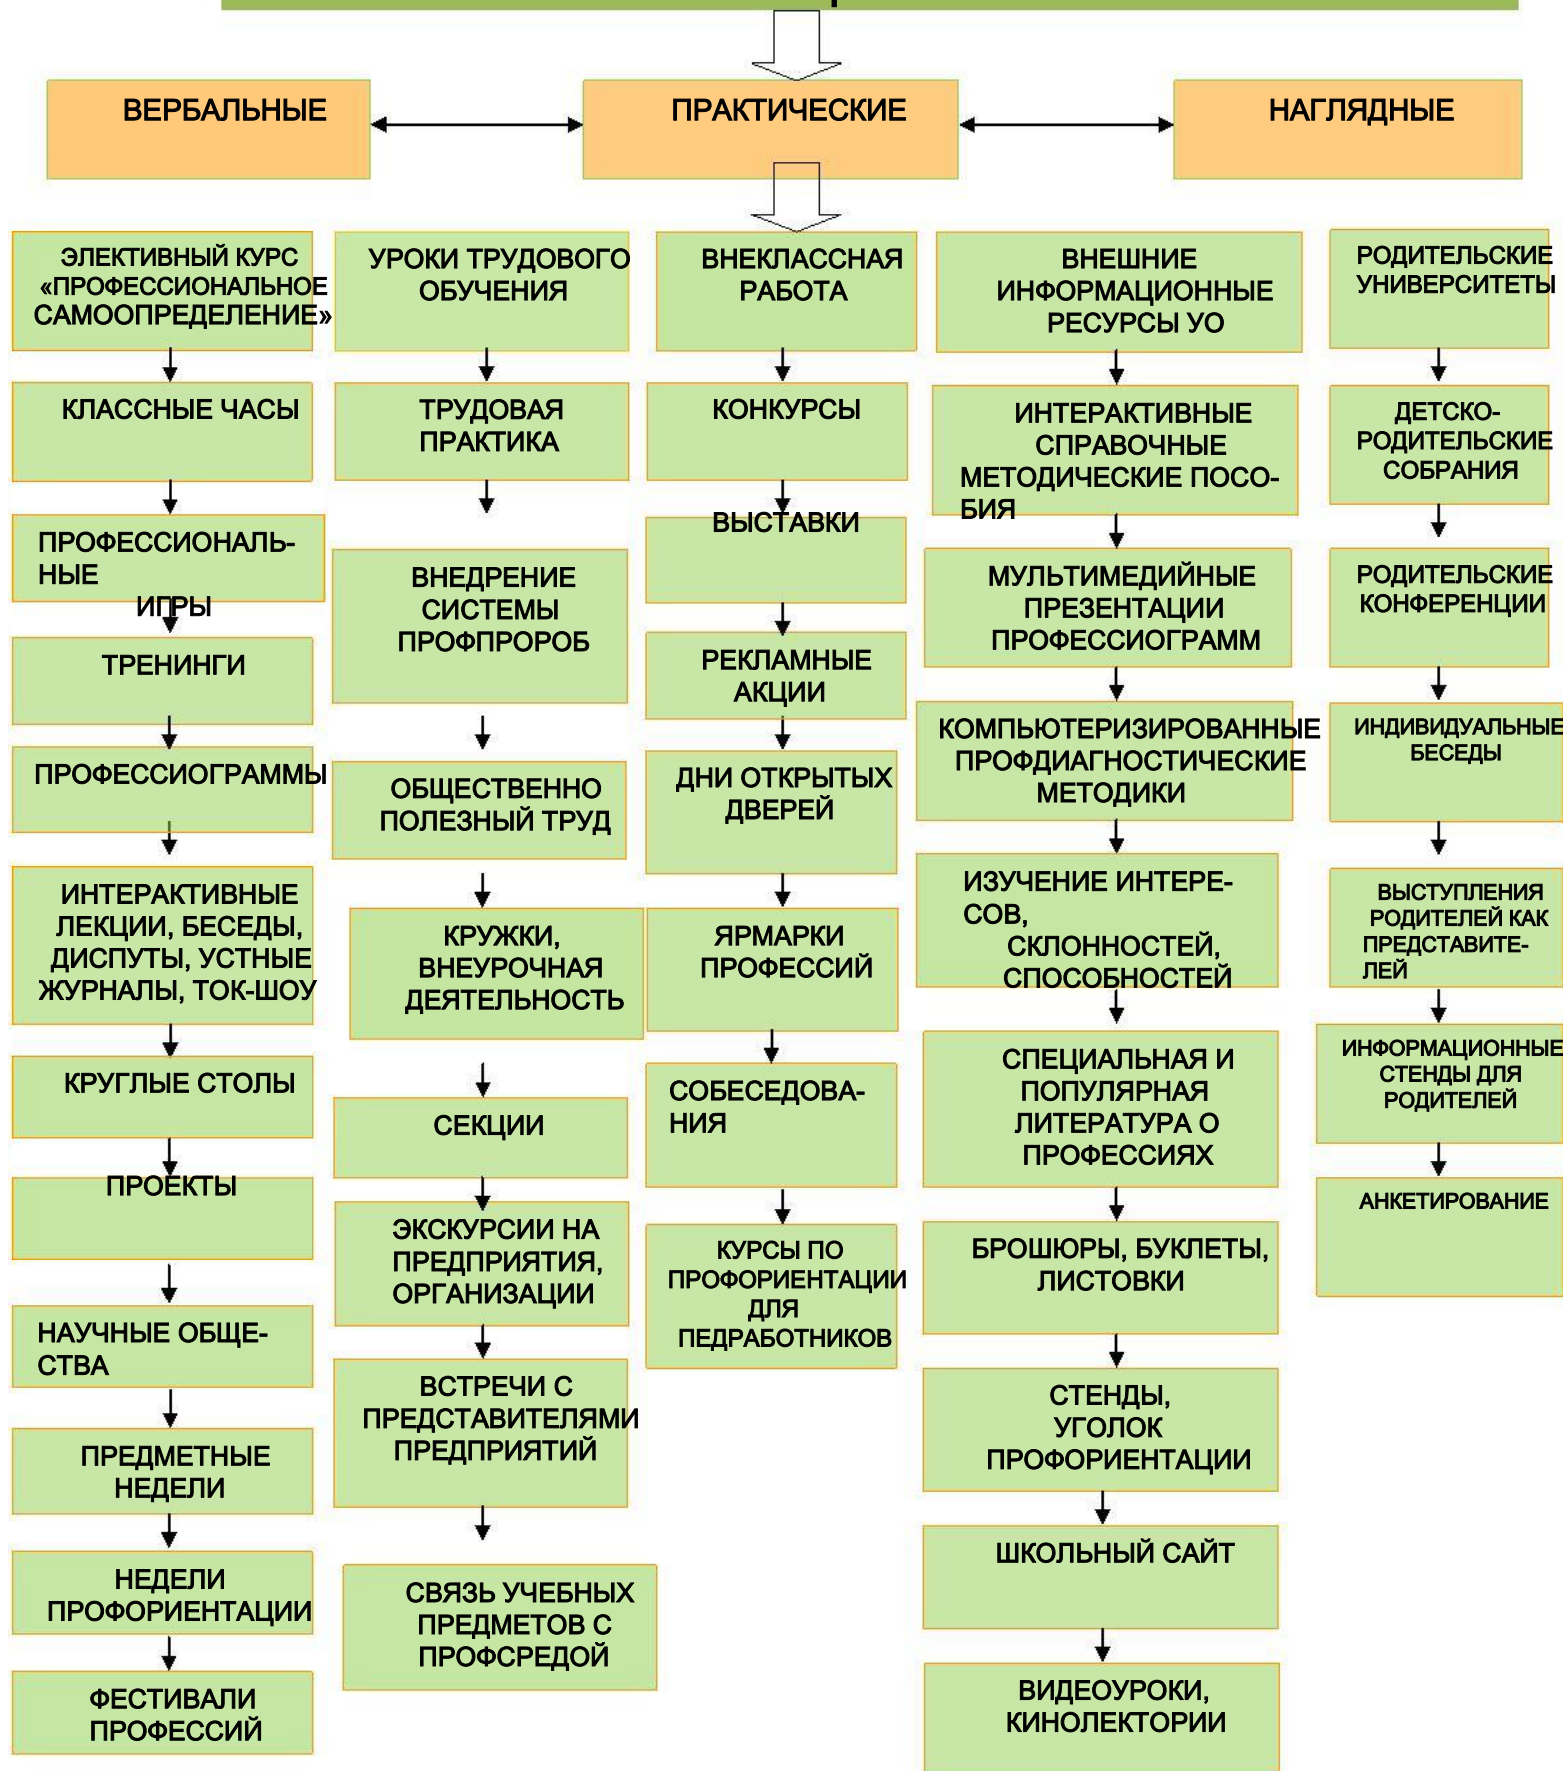 ВЕРБАЛЬНЫЕ
ПРАКТИЧЕСКИЕ
НАГЛЯДНЫЕ
ЭЛЕКТИВНЫЙ КУРС
«ПРОФЕССИОНАЛЬНОЕ
САМООПРЕДЕЛЕНИЕ»
КЛАССНЫЕ ЧАСЫ
ПРОФЕССИОНАЛЬ-
НЫЕ
ИГРЫ
ТРЕНИНГИ
ПРОФЕССИОГРАММЫ
ИНТЕРАКТИВНЫЕ
ЛЕКЦИИ, БЕСЕДЫ,
ДИСПУТЫ, УСТНЫЕ
ЖУРНАЛЫ, ТОК-ШОУ
КРУГЛЫЕ СТОЛЫ
ПРОЕКТЫ
НАУЧНЫЕ ОБЩЕ-
СТВА
ПРЕДМЕТНЫЕ
НЕДЕЛИ
НЕДЕЛИ
ПРОФОРИЕНТАЦИИ
ФЕСТИВАЛИ
ПРОФЕССИЙ
УРОКИ ТРУДОВОГО
ОБУЧЕНИЯ
ТРУДОВАЯ
ПРАКТИКА
ВНЕДРЕНИЕ
СИСТЕМЫ
ПРОФПРОРОБ
ОБЩЕСТВЕННО
ПОЛЕЗНЫЙ ТРУД
КРУЖКИ,
ВНЕУРОЧНАЯ
ДЕЯТЕЛЬНОСТЬ
СЕКЦИИ
ЭКСКУРСИИ НА
ПРЕДПРИЯТИЯ,
ОРГАНИЗАЦИИ
ВСТРЕЧИ С
ПРЕДСТАВИТЕЛЯМИ
ПРЕДПРИЯТИЙ
СВЯЗЬ УЧЕБНЫХ
ПРЕДМЕТОВ С
ПРОФСРЕДОЙ
ВНЕКЛАССНАЯ
РАБОТА
КОНКУРСЫ
ВЫСТАВКИ
РЕКЛАМНЫЕ
АКЦИИ
ДНИ ОТКРЫТЫХ
ДВЕРЕЙ
ЯРМАРКИ
ПРОФЕССИЙ
СОБЕСЕДОВА-
НИЯ
КУРСЫ ПО
ПРОФОРИЕНТАЦИИ
ДЛЯ
ПЕДРАБОТНИКОВ
ВНЕШНИЕ
ИНФОРМАЦИОННЫЕ
РЕСУРСЫ УО
ИНТЕРАКТИВНЫЕ
СПРАВОЧНЫЕ
МЕТОДИЧЕСКИЕ ПОСО-
БИЯ
МУЛЬТИМЕДИЙНЫЕ
ПРЕЗЕНТАЦИИ
ПРОФЕССИОГРАММ
КОМПЬЮТЕРИЗИРОВАННЫЕ
ПРОФДИАГНОСТИЧЕСКИЕ
МЕТОДИКИ
ИЗУЧЕНИЕ ИНТЕРЕ-
СОВ,
СКЛОННОСТЕЙ,
СПОСОБНОСТЕЙ
СПЕЦИАЛЬНАЯ И
ПОПУЛЯРНАЯ
ЛИТЕРАТУРА О
ПРОФЕССИЯХ
БРОШЮРЫ, БУКЛЕТЫ,
ЛИСТОВКИ
СТЕНДЫ,
УГОЛОК
ПРОФОРИЕНТАЦИИ
ШКОЛЬНЫЙ САЙТ
ВИДЕОУРОКИ,
КИНОЛЕКТОРИИ
РОДИТЕЛЬСКИЕ
УНИВЕРСИТЕТЫ
ДЕТСКО-
РОДИТЕЛЬСКИЕ
СОБРАНИЯ
РОДИТЕЛЬСКИЕ
КОНФЕРЕНЦИИ
ИНДИВИДУАЛЬНЫЕ
БЕСЕДЫ
ВЫСТУПЛЕНИЯ
РОДИТЕЛЕЙ КАК
ПРЕДСТАВИТЕ-
ЛЕЙ
ИНФОРМАЦИОННЫЕ
СТЕНДЫ ДЛЯ
РОДИТЕЛЕЙ
АНКЕТИРОВАНИЕ